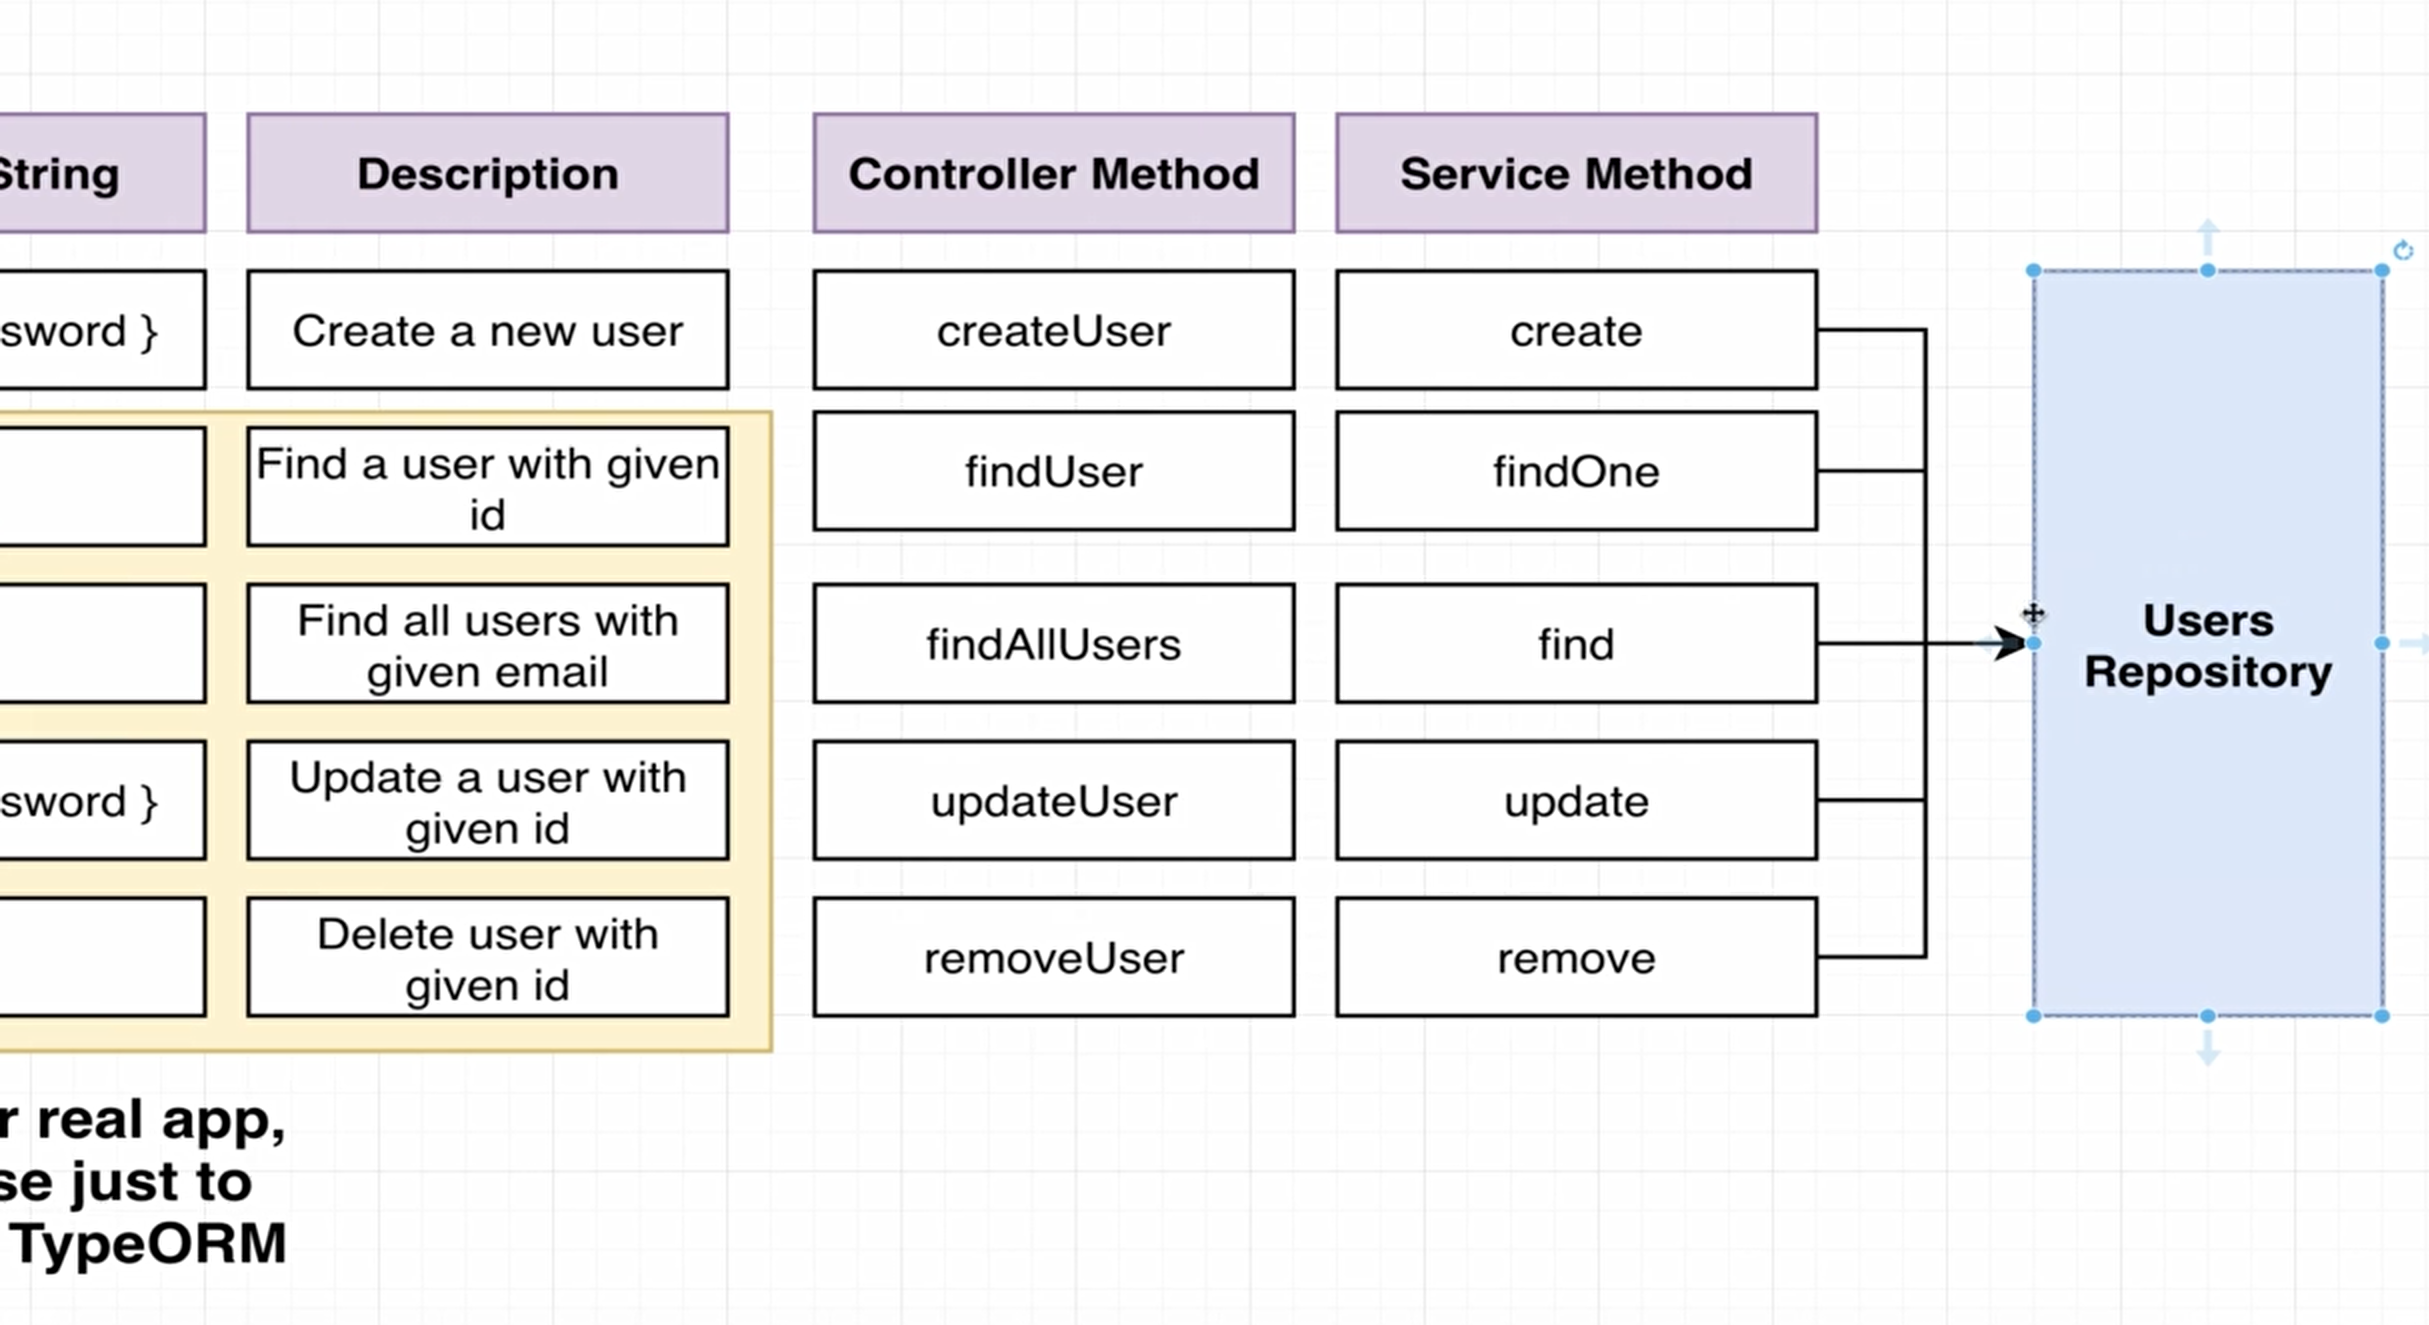 String
Description
Controller Method
Service Method
sword }
Create a new user
createUser
create
Find a user with given
id
findUser
findOne
Find all users with
given email
findAllUsers
find
Users
Repository
sword }
Update a user with
given id
updateUser
update
Delete user with
given id
removeUser
remove
r real app,
se just to
TypeORM